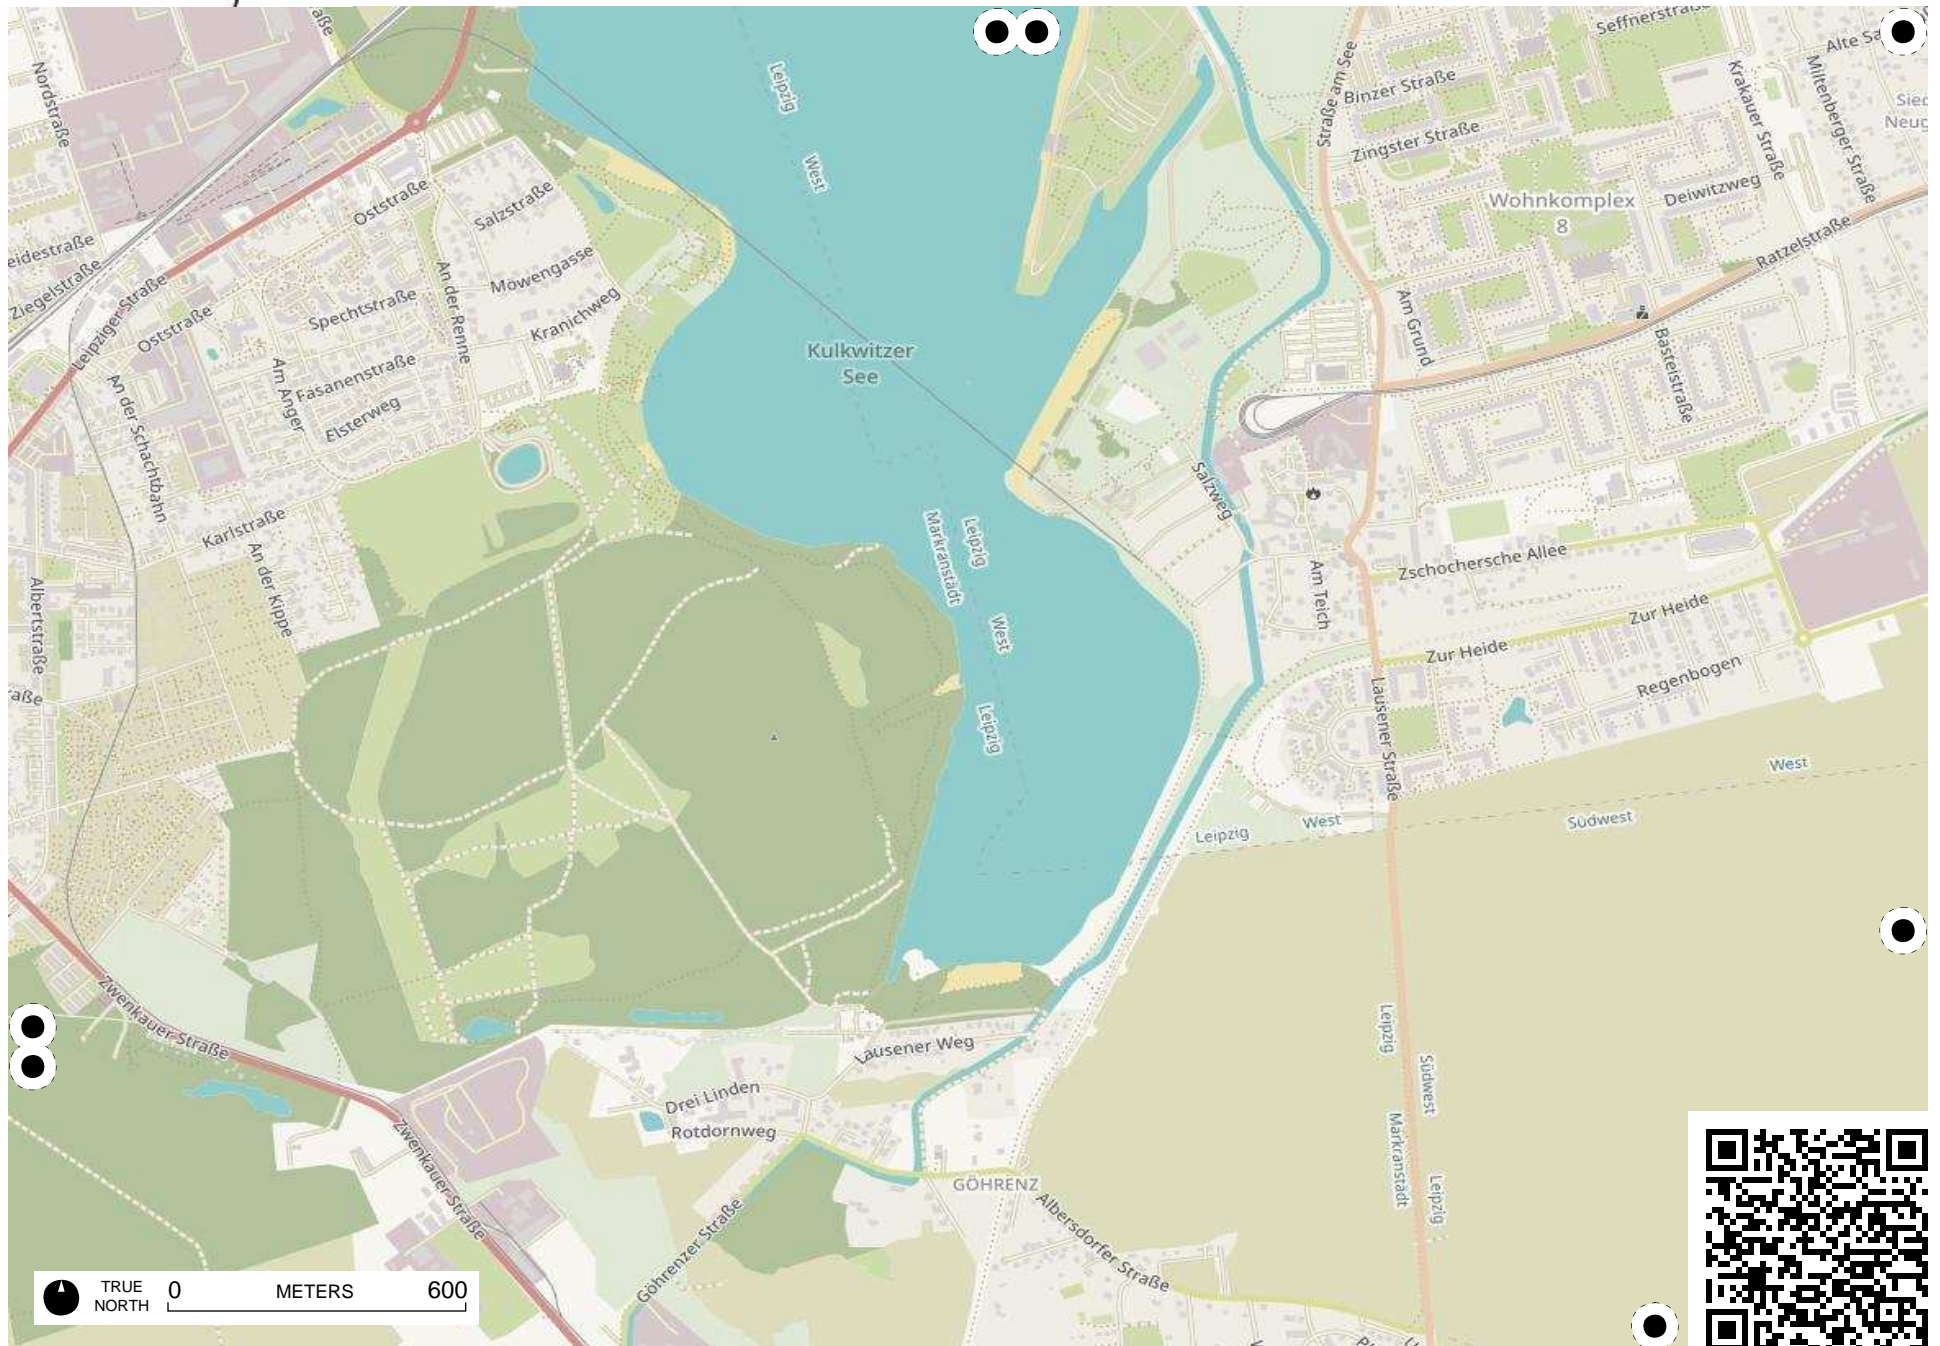 Nordstraße
Leipzig
West
Seffnerstraße
Binzer Straße
Straße am See
Zingster Straße
Krakauer Straße
Miltenberger Straße
Wohnkomplex
8
Deiwitzweg
Ratzelstraße
Oststraße
Salzstraße
Möwengasse
An der Renne
Spechtstraße
Kranichweg
Ziegelstraße
Leipziger Straße
Oststraße
Fasanenstraße
Am Anger
Elsterweg
An der Schachtbahn
Kulkwitzer
See
Am Grund
Basteistraße
Salzweg
Karlstraße
An der Kippe
Albertstraße
Markranstädt
Leipzig
West
Leipzig
Zschochersche Allee
Am Teich
Zur Heide
Zur Heide
Regenbogen
Lausener Straße
West
Südwest
Leipzig
West
Zwenkauer Straße
Lausener Weg
Drei Linden
Rotdornweg
Zwenkauer Straße
GÖHRENZ
Göhrenzer Straße
Albersdorfer Straße
Leipzig
Südwest
Markranstädt
Leipzig
TRUE
NORTH
0 METERS 600